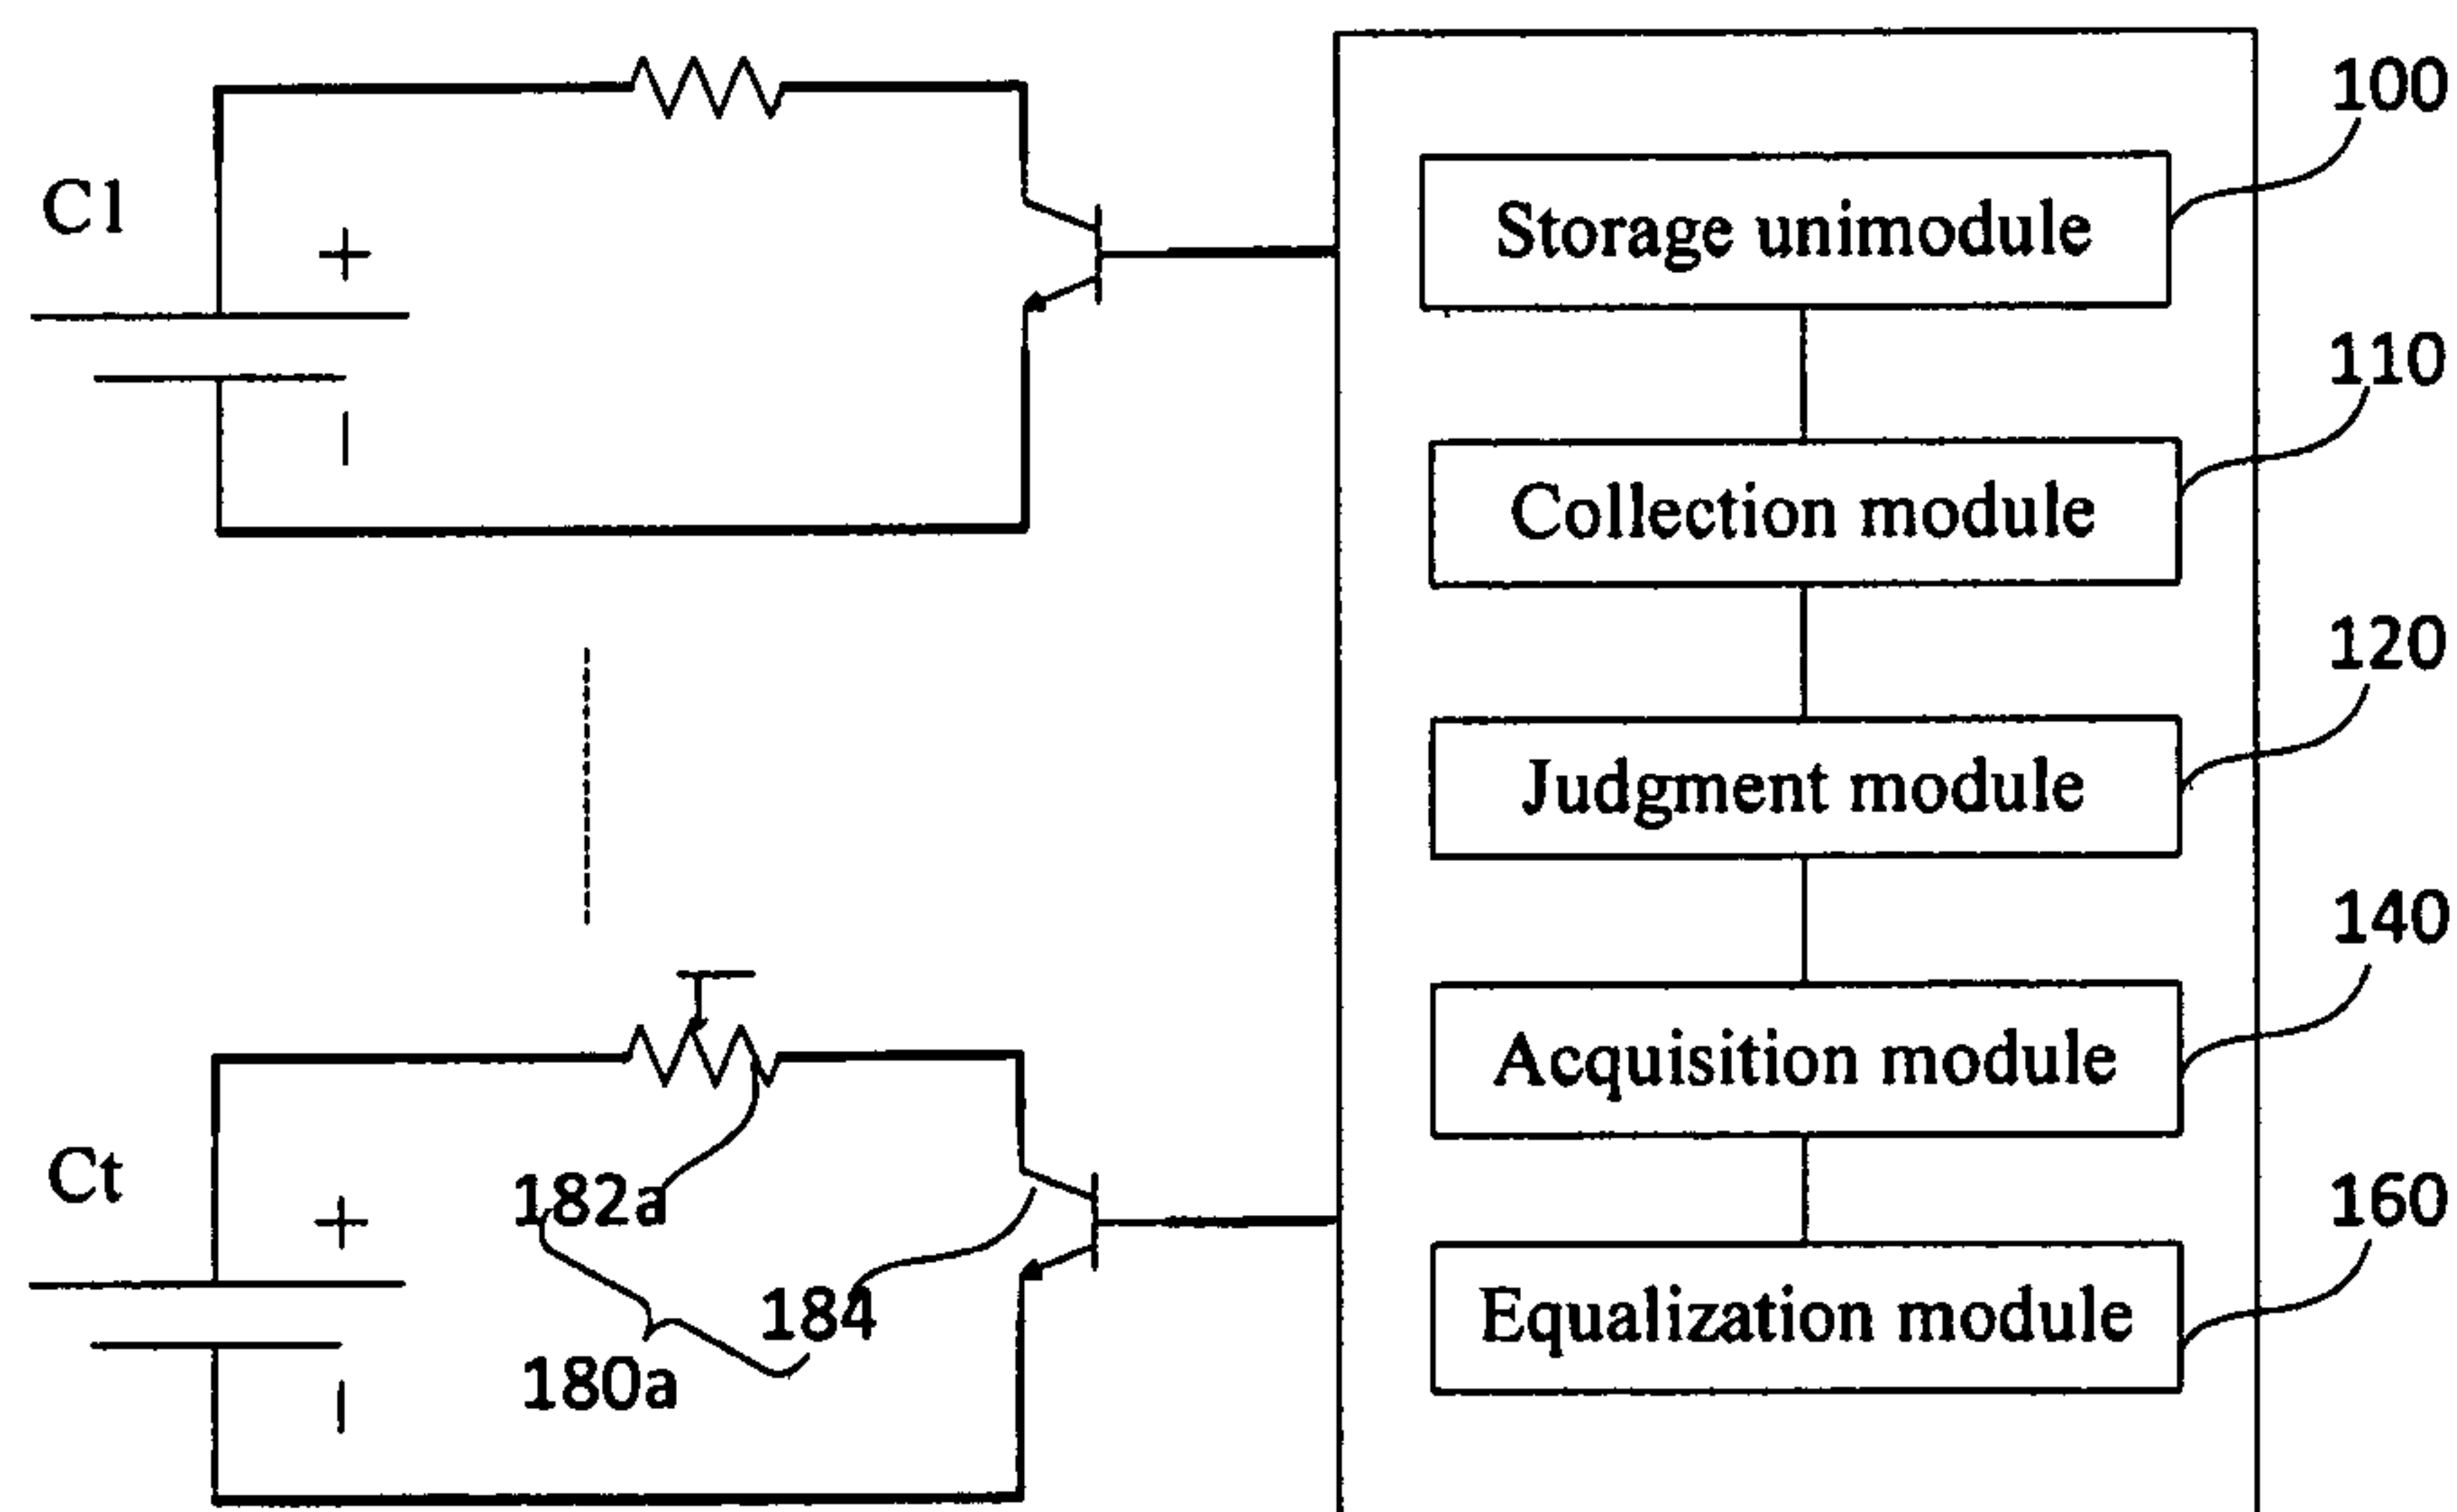 100
C1
+
Storage unimodule
110
Collection module
120
Judgment module
140
Acquisition module
Ct
+
182a
184
180a
160
Equalization module